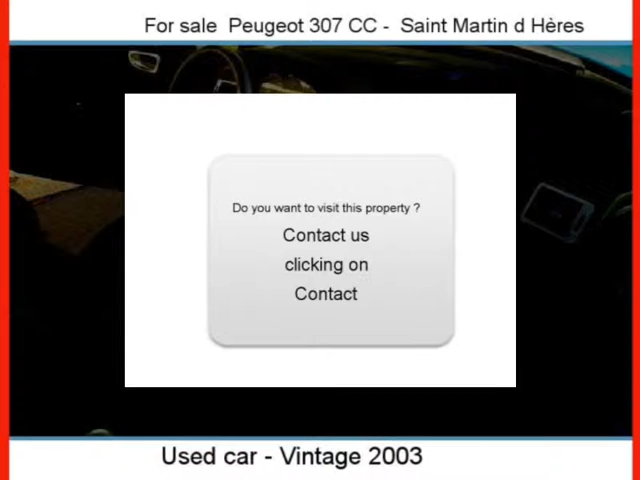 For sale Peugeot 307 CC - Saint Martin d Hères
Do you want to visit this property ?
Contact us
clicking on
Contact
Used car - Vintage 2003